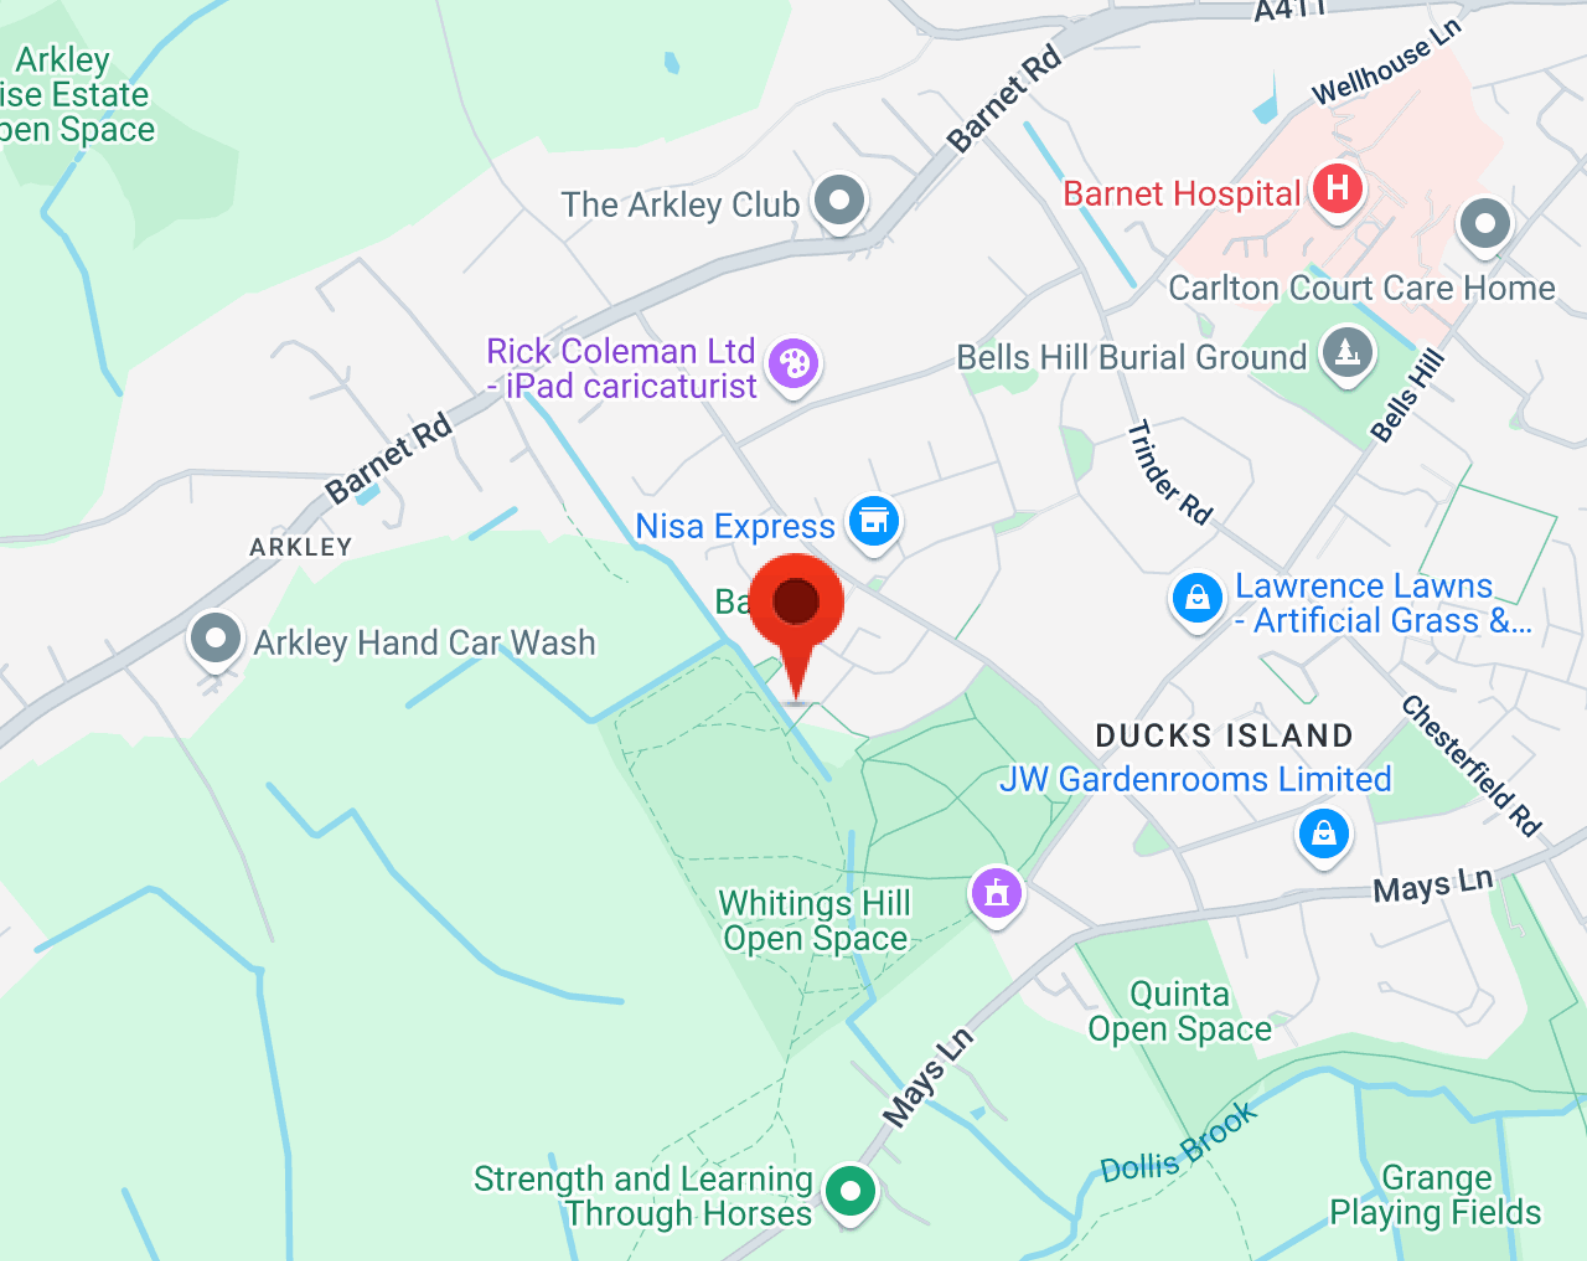 A411
Wellhouse Ln
Arkley
ise Estate
pen Space
Barnet Rd
The Arkley Club
Barnet Hospital
H
Carlton Court Care Home
Rick Coleman Ltd
- iPad caricaturist
Bells Hill Burial Ground
Bells Hill
Barnet Rd
Trinder Rd
Nisa Express
ARKLEY
Ba
Lawrence Lawns
- Artificial Grass &...
Arkley Hand Car Wash
Chesterfield Rd
DUCKS ISLAND
JW Gardenrooms Limited
Mays Ln
Whitings Hill
Open Space
Quinta
Open Space
Mays Ln
Dollis Brook
Strength and Learning
Through Horses
Grange
Playing Fields